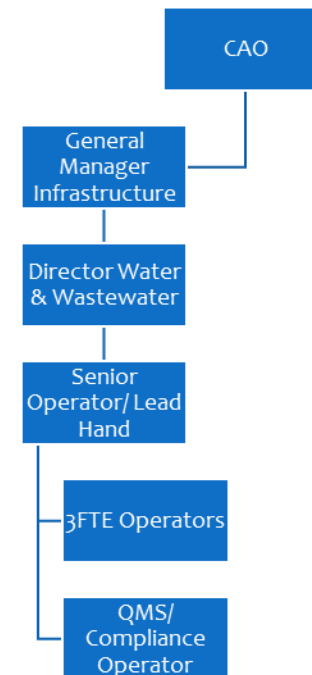 CAO
General
Manager
Infrastructure
Director Water
& Wastewater
Senior
Operator/ Lead
Hand
3FTE Operators
QMS/
Compliance
Operator